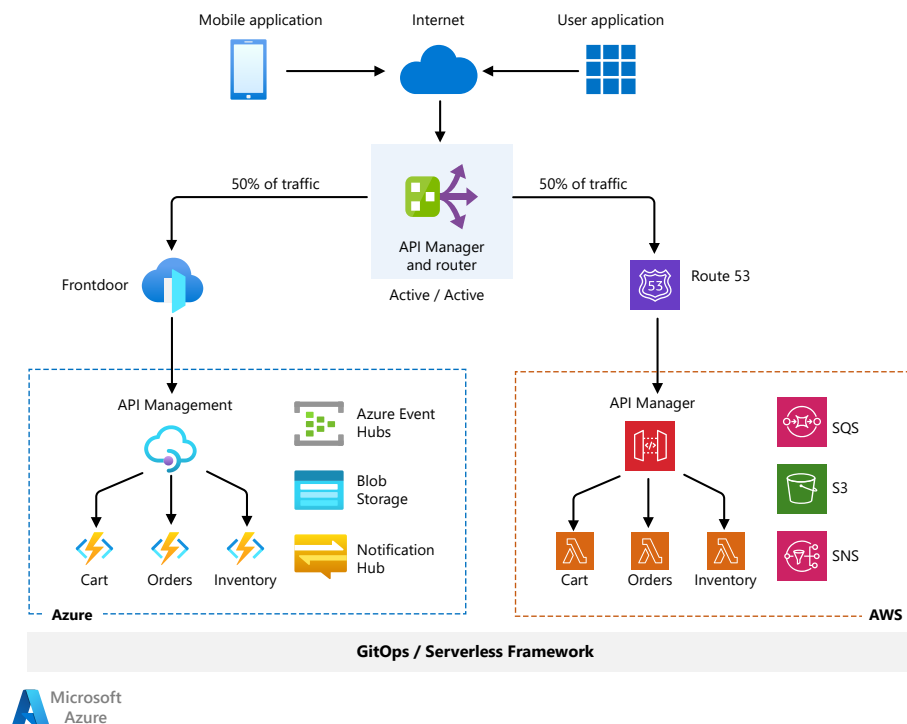 Mobile application
Internet
User application
50% of traffic
50% of traffic
API Manager
and router
Active / Active
Frontdoor
53
Route 53
API Management
Azure Event
Hubs
Blob
Storage
Notification
Hub
Cart
Orders
Inventory
Azure
API Manager
</>
SQS
S3
SNS
Cart
Orders
Inventory
AWS
GitOps / Serverless Framework
Microsoft
Azure